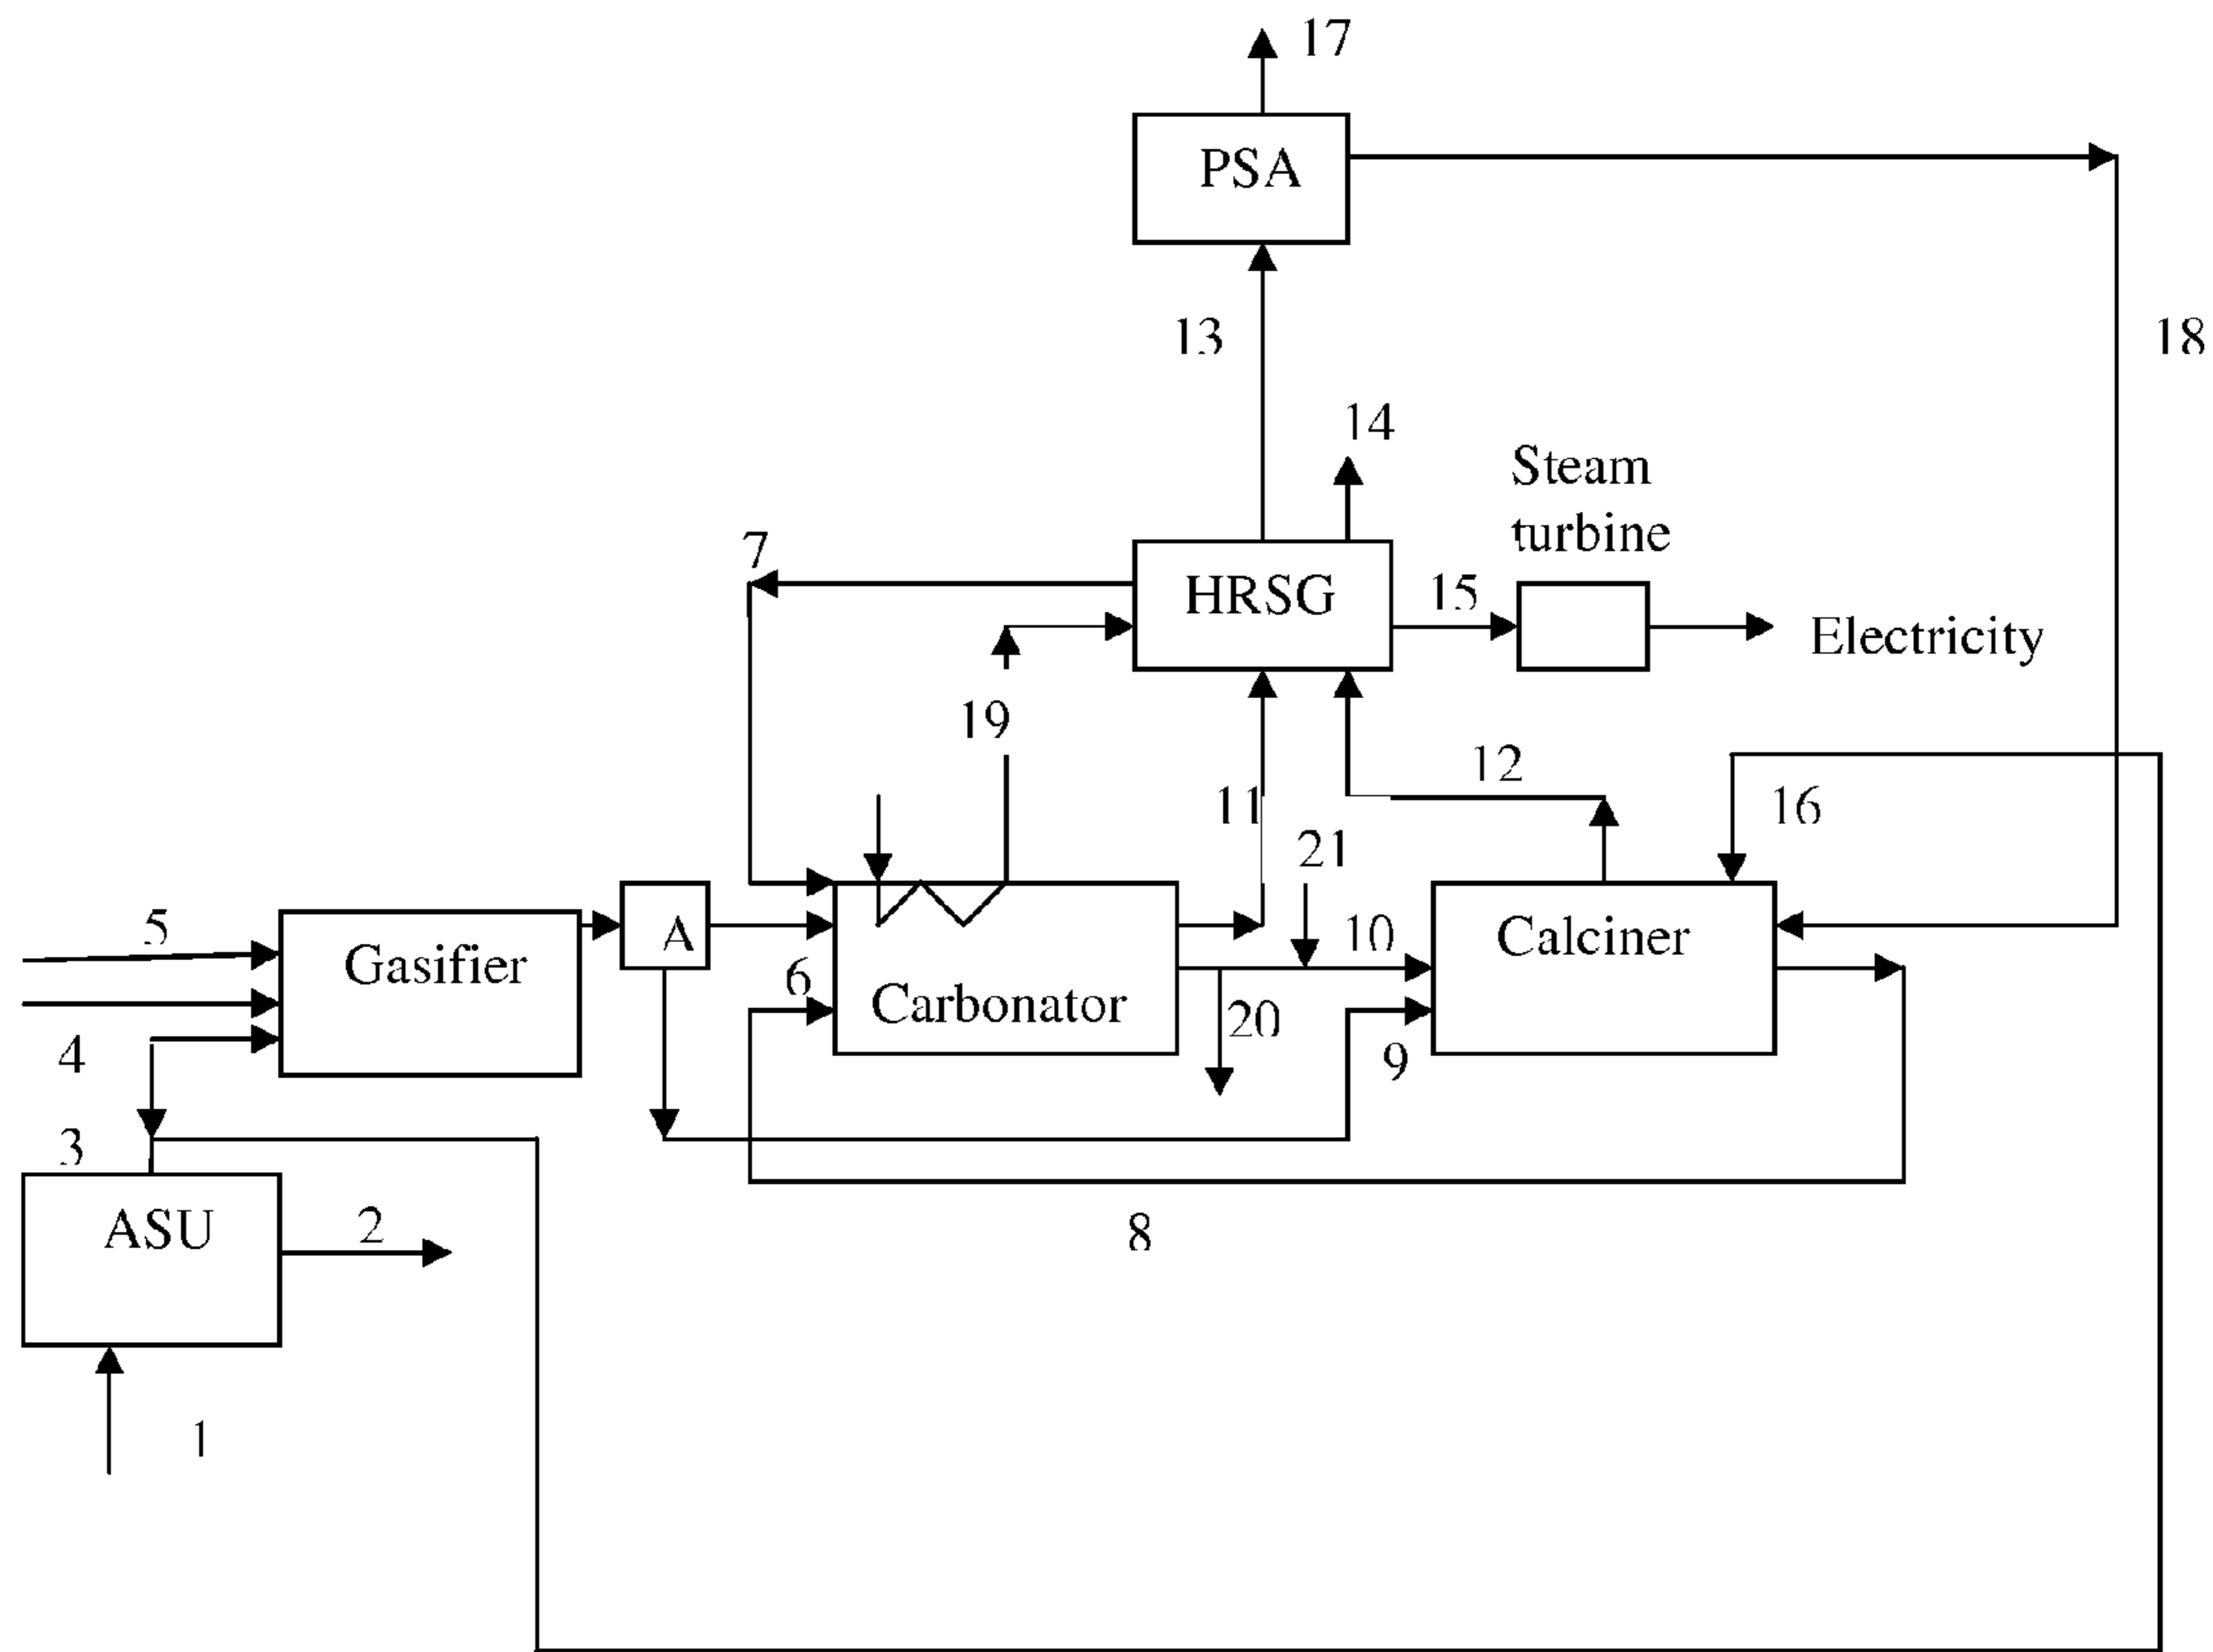 17
PSA
13
18
14
Steam
turbine
7
HRSG
15
Electricity
19
12
11
16
21
5
A
10
Calciner
Gasifier
6
Carbonator
20
4
9
3
ASU
2
8
1